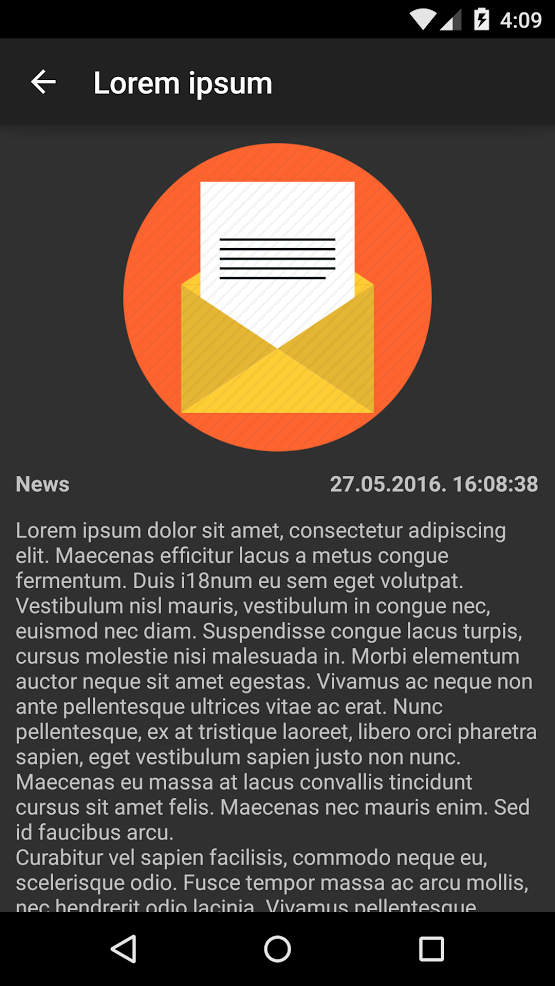 4:09
Lorem ipsum
News 27.05.2016. 16:08:38
Lorem ipsum dolor sit amet, consectetur adipiscing
elit. Maecenas efficitur lacus a metus congue
fermentum. Duis i18num eu sem eget volutpat.
Vestibulum nisl mauris, vestibulum in congue nec,
euismod nec diam. Suspendisse congue lacus turpis,
cursus molestie nisi malesuada in. Morbi elementum
auctor neque sit amet egestas. Vivamus ac neque non
ante pellentesque ultrices vitae ac erat. Nunc
pellentesque, ex at tristique laoreet, libero orci pharetra
sapien, eget vestibulum sapien justo non nunc.
Maecenas eu massa at lacus convallis tincidunt
cursus sit amet felis. Maecenas nec mauris enim. Sed
id faucibus arcu.
Curabitur vel sapien facilisis, commodo neque eu,
scelerisque odio. Fusce tempor massa ac arcu mollis,
nec hendrerit odio lacinia. Vivamus pellentesque